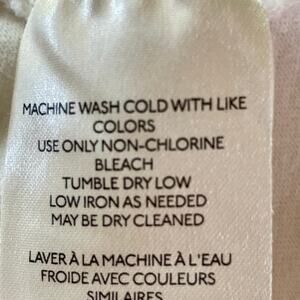 MACHINE WASH COLD WITH LIKE
COLORS
USE ONLY NON-CHLORINE
BLEACH
TUMBLE DRY LOW
LOW IRON AS NEEDED
MAY BE DRY CLEANED
LAVER À LA MACHINE À L'EAU
FROIDE AVEC COULEURS
SIMILAIRES